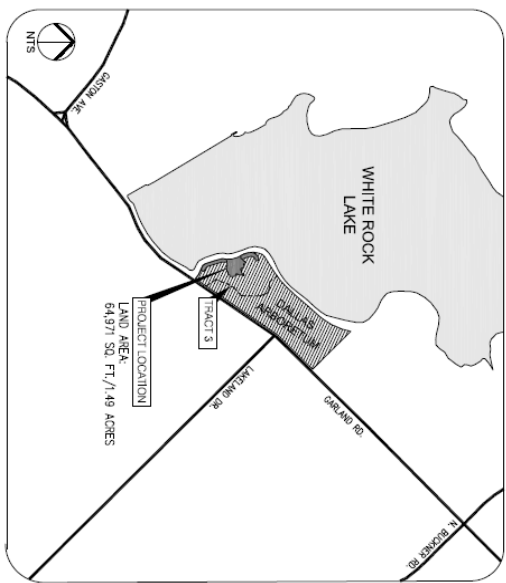 NTS
GASTON AVE.
WHITE ROCK
LAKE
DALLAS
ARBORETUM
TRACT 3
PROJECT LOCATION
LAND AREA:
64,971 SQ. FT./1.49 ACRES
LAKELAND DR.
GARLAND RD.
N. BUCKNER RD.